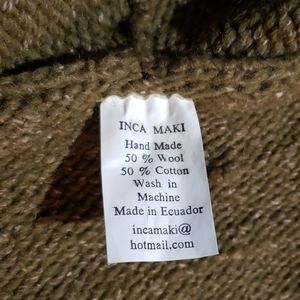 INCA MAKI
Hand Made
50 % Wool
50 % Cotton
Wash in
Machine
Made in Ecuador
incamaki@
hotmail.com